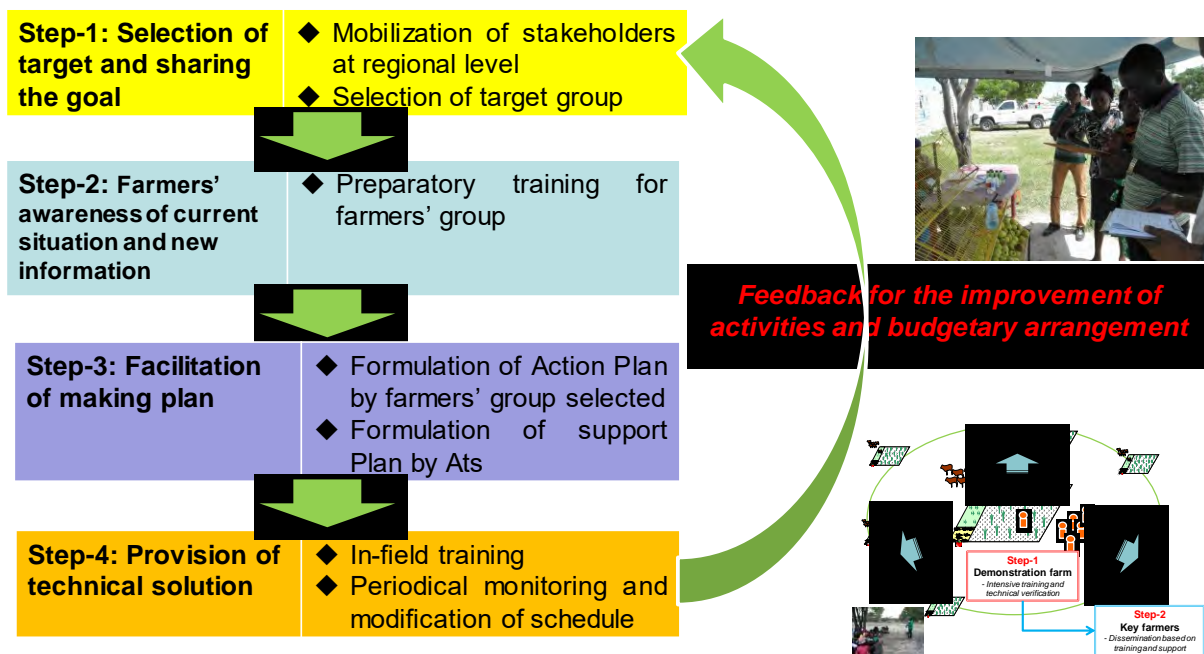 Step-1: Selection of
target and sharing
the goal
◆ Mobilization of stakeholders
at regional level
◆ Selection of target group
Step-2: Farmers’
awareness of current
situation and new
information
◆ Preparatory training for
farmers’ group
Step-3: Facilitation
of making plan
◆ Formulation of Action Plan
by farmers’ group selected
◆ Formulation of support
Plan by Ats
Step-4: Provision of
technical solution
◆ In-field training
◆ Periodical monitoring and
modification of schedule
Feedback for the improvement of
activities and budgetary arrangement
Step-1
Demonstration farm
- Intensive training and
technical verification
Step-2
Key farmers
- Dissemination based on
training and support